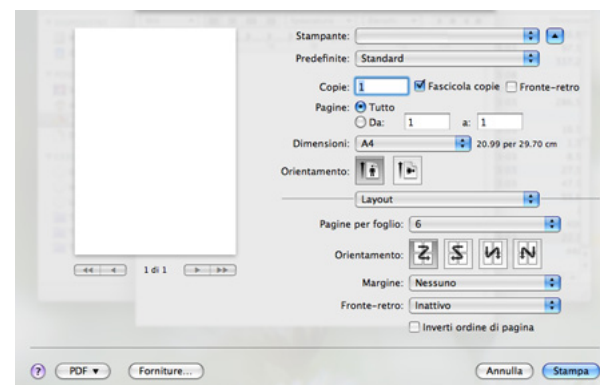 Stampante:
Predefinite: Standard
Copie: 1 Fascicola copie Fronte-retro
Pagine: Tutto
Da: 1 a: 1
Dimensioni: A4 20.99 per 29.70 cm
Orientamento:
Layout
Pagine per foglio: 6
Orientamento:
1 di 1
Margine: Nessuno
Fronte-retro: Inattivo
Inverti ordine di pagina
? PDF Forniture... Annulla Stampa